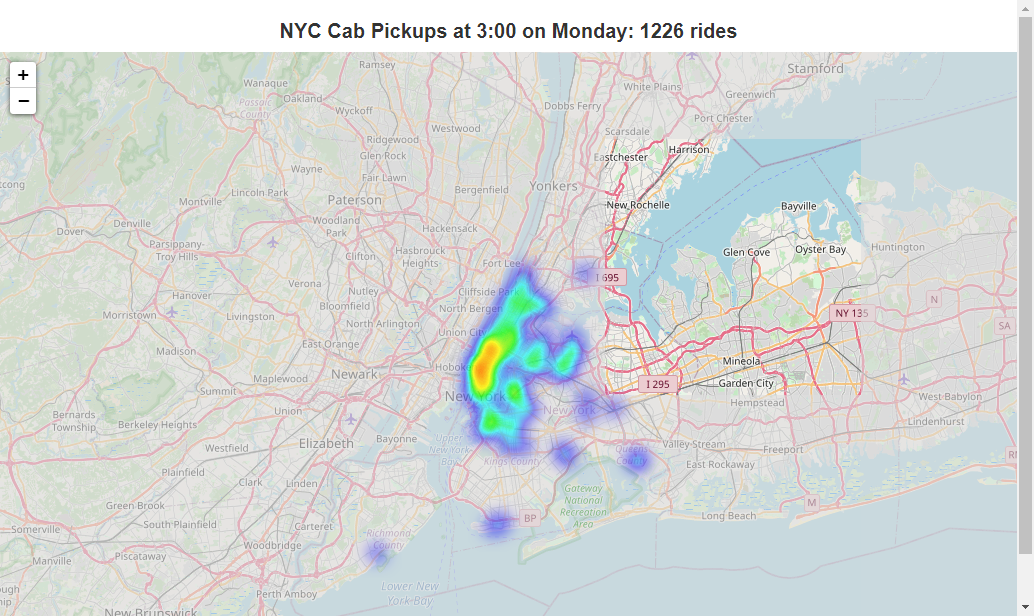 NYC Cab Pickups at 3:00 on Monday: 1226 rides
+
−
Ramsey
Stamford
Wanaque
White Plains
Greenwich
Passaic
County
Oakland
Wyckoff
Dobbs Ferry
Port Chester
Westwood
Scarsdale
Ridgewood
Glen Rock
Eastchester
Harrison
Wayne
Fair Lawn
Lincoln Park
Bergenfield
Yonkers
Montville
Paterson
New Rochelle
Bayville
Denville
Dover
Woodland
Park
Hackensack
Parsippany-
Troy Hills
Clifton
Hasbrouck
Heights
Fort Lee
Glen Cove
Oyster Bay
Huntington
I 695
Verona
Nutley
Cliffside Park
Hanover
Bloomfield
North Bergen
N
Morristown
Livingston
North Arlington
Union City
NY 135
SA
East Orange
Madison
Newark
Hoboken
Mineola
Maplewood
I 295
Garden City
Summit
New York
West Babylon
Union
New York
Hempstead
Bernards
Township
Berkeley Heights
Lindenhurst
Elizabeth
Bayonne
Upper
New York
Bay
Valley Stream
Freeport
Westfield
Kings County
Queens
County
East Rockaway
Plainfield
Clark
Linden
Gateway
National
Recreation
Area
Green Brook
M
South Plainfield
Carteret
BP
Long Beach
Somerville
Richmond
County
Woodbridge
Piscataway
Manville
Perth Amboy
Lower New
York Bay
New Brunswick